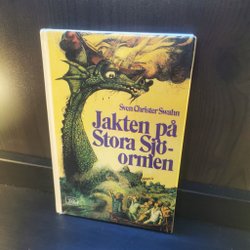 Sven Christer Swahn
Jakten på
Stora Sjö-
ormen